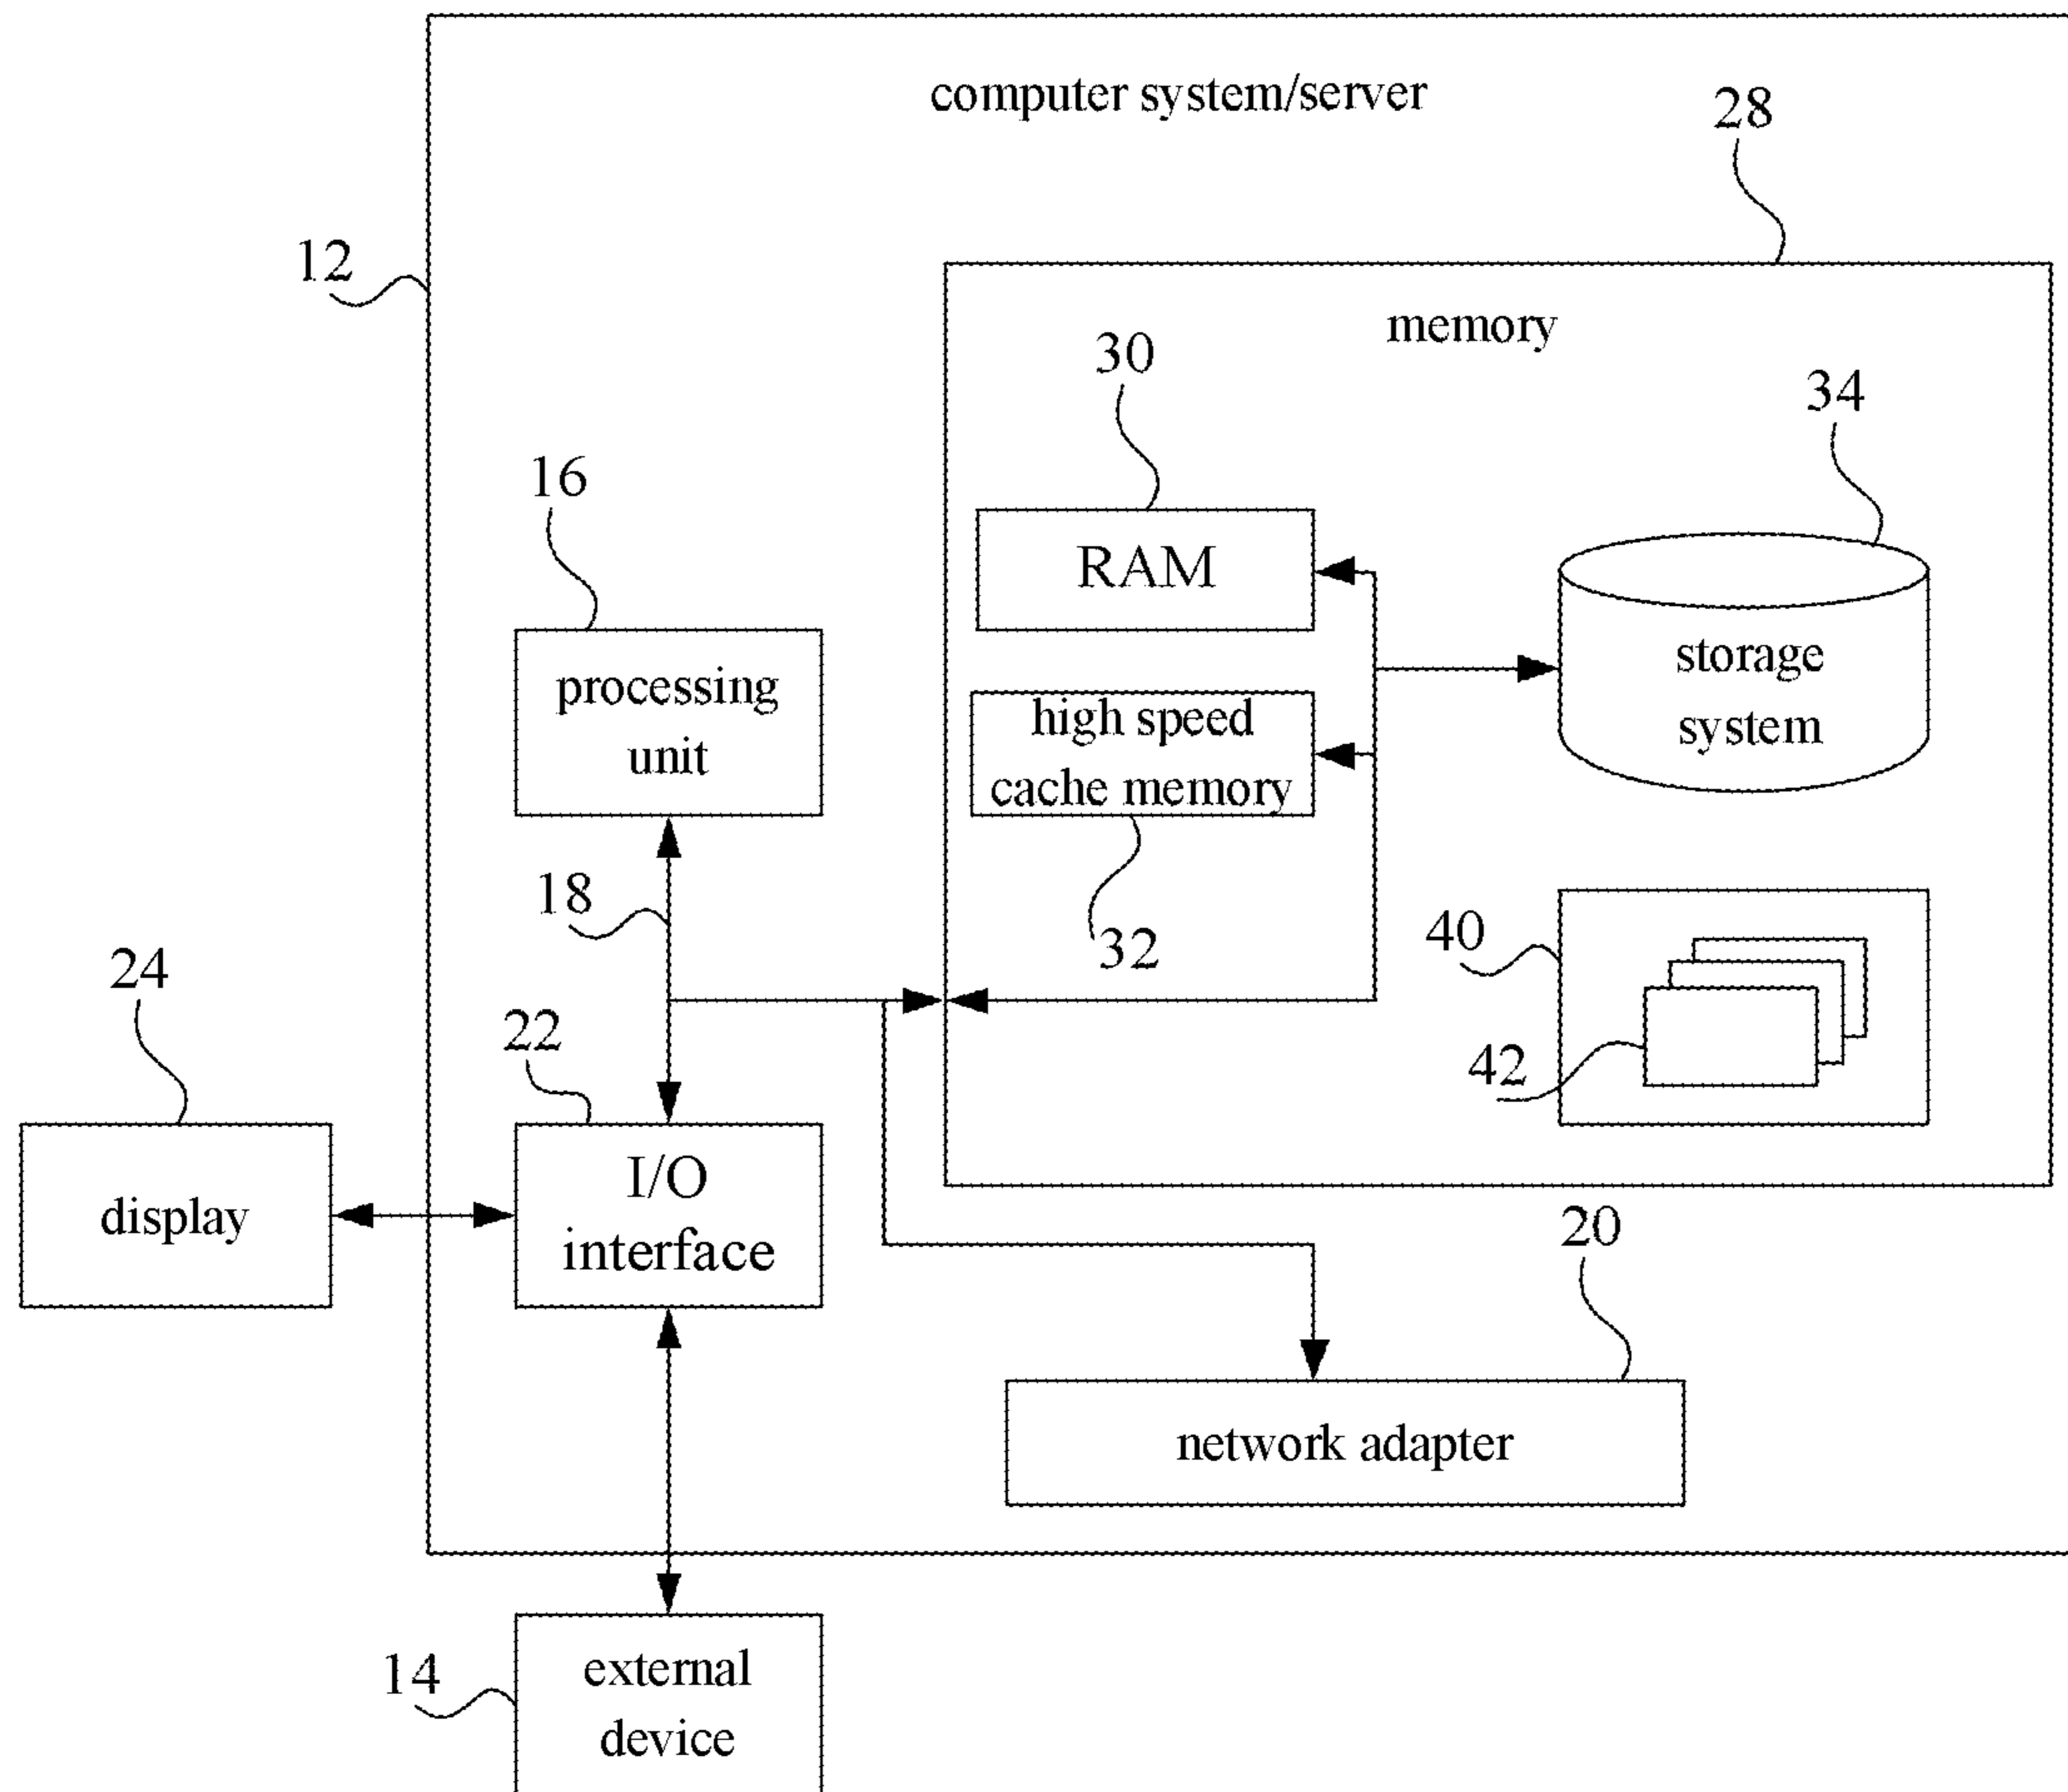 computer system/server
28
12
memory
30
34
16
RAM
processing
unit
storage
system
high speed
cache memory
18
32
40
24
22
42
display
I/O
interface
20
network adapter
14
external
device